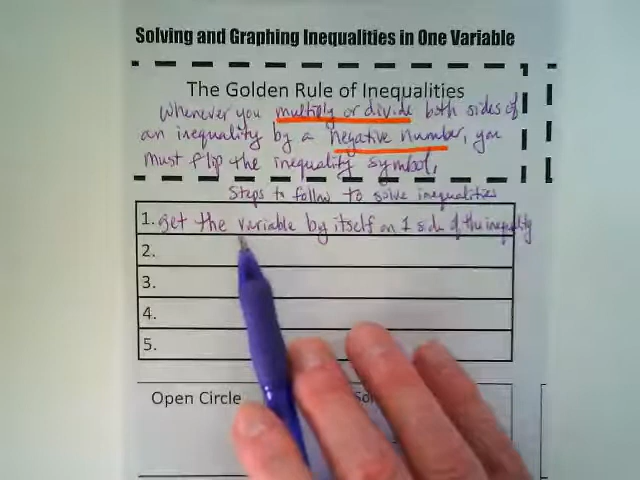 Solving and Graphing Inequalities in One Variable
The Golden Rule of Inequalities
Whenever you multiply or divide both sides of
an inequality by a negative number, you
must flip the inequality symbol.
Steps to follow to solve inequalities
1. get the variable by itself on 1 side of the inequality
2.
3.
4.
5.
Open Circle